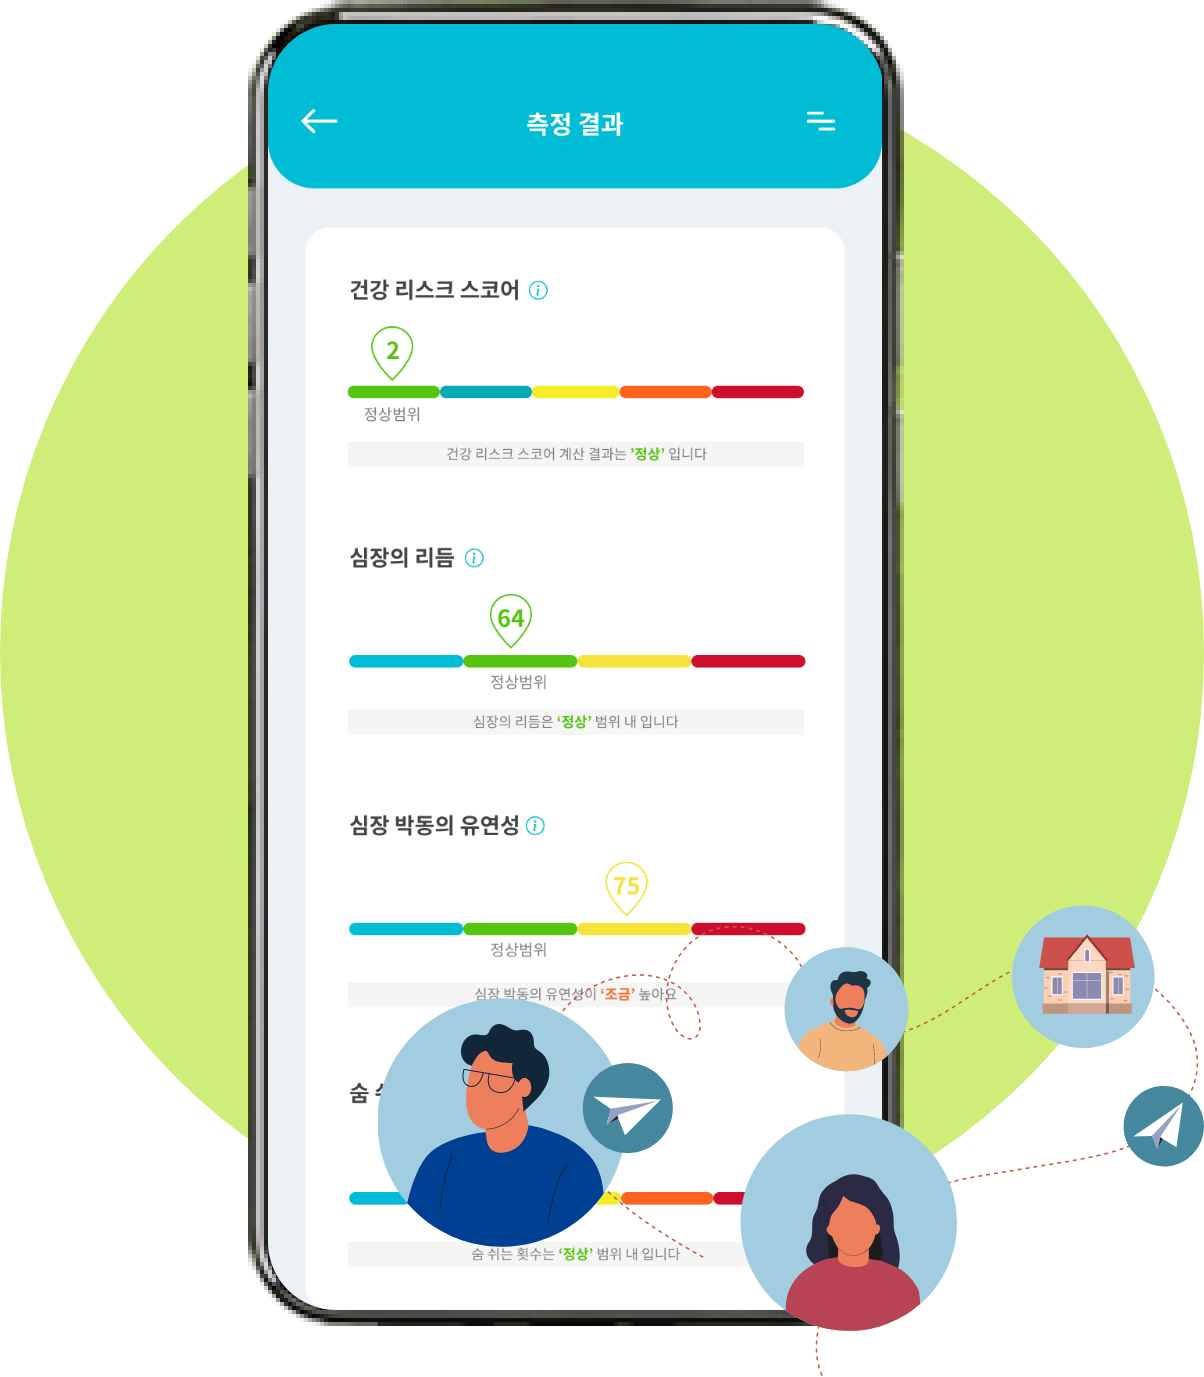 측정 결과
건강 리스크 스코어 i
2
정상범위
건강 리스크 스코어 계산 결과는 ’정상’ 입니다
심장의 리듬 i
64
정상범위
심장의 리듬은 ‘정상’ 범위 내 입니다
심장 박동의 유연성 i
75
정상범위
심장 박동의 유연성이 ‘조금’ 높아요
숨
숨 쉬는 횟수는 ‘정상’ 범위 내 입니다